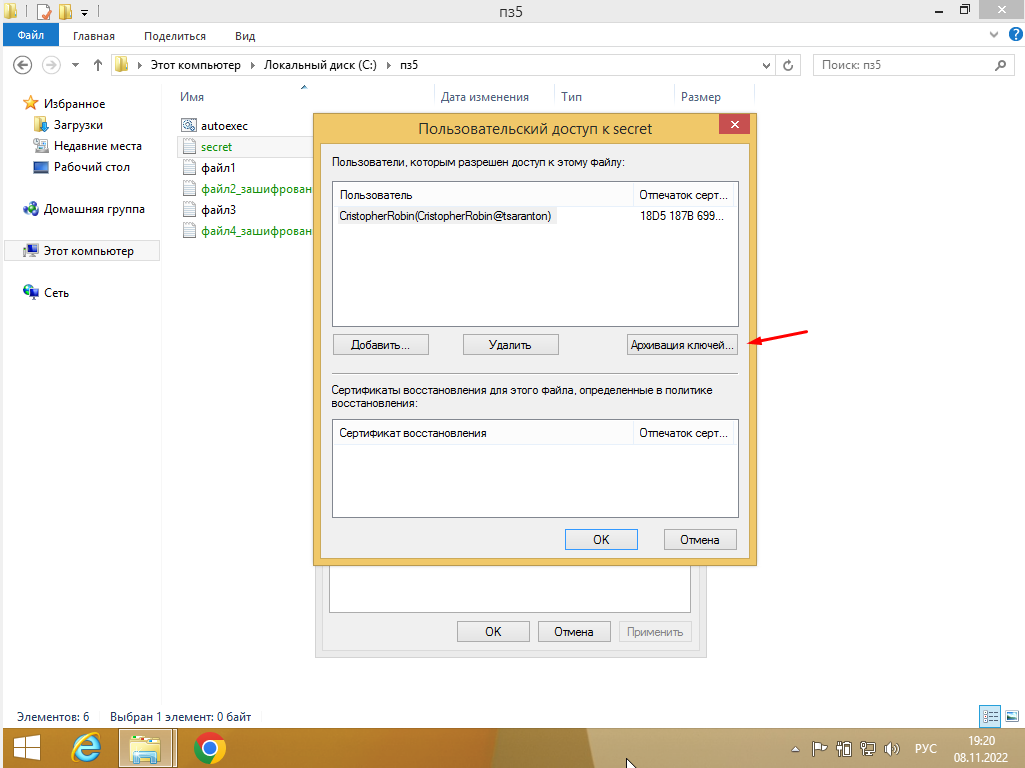 пз5
Файл
Главная
Поделиться
Вид
Этот компьютер
Локальный диск (C:)
пз5
Поиск: пз5
Избранное
Загрузки
Недавние места
Рабочий стол
Домашняя группа
Этот компьютер
Сеть
Имя
Дата изменения
Тип
Размер
autoexec
secret
файл1
файл2_зашифрован
файл3
файл4_зашифрован
Пользовательский доступ к secret
Пользователи, которым разрешен доступ к этому файлу:
Пользователь
Отпечаток серт...
CristopherRobin(CristopherRobin@tsaranton)
18D5 187B 699...
Добавить...
Удалить
Архивация ключей...
Сертификаты восстановления для этого файла, определенные в политике
восстановления:
Сертификат восстановления
Отпечаток серт...
OK
Отмена
OK
Отмена
Применить
Элементов: 6
Выбран 1 элемент: 0 байт
РУС
19:20
08.11.2022